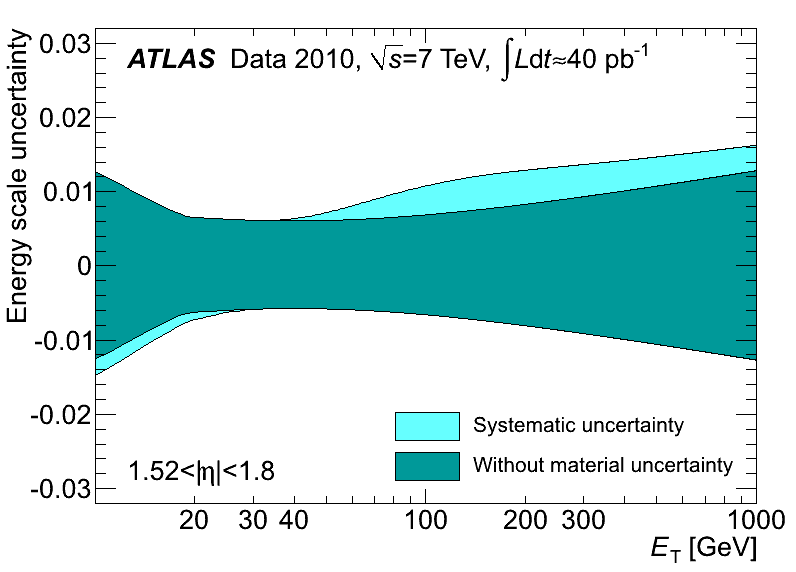 0.03
0.02
0.01
0
-0.01
-0.02
-0.03
Energy scale uncertainty
ATLAS Data 2010, √s=7 TeV, ∫Ldt≈40 pb⁻¹
Systematic uncertainty
Without material uncertainty
1.52<|η|<1.8
20 30 40 100 200 300 1000
E_T [GeV]